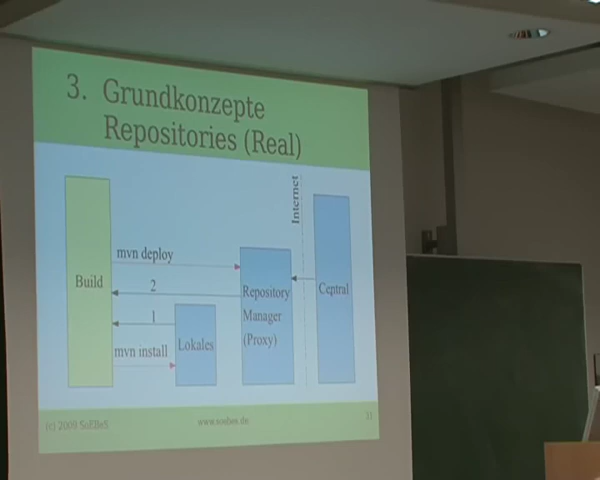 3. Grundkonzepte
Repositories (Real)
Internet
mvn deploy
Build
2
Repository
Manager
(Proxy)
Central
1
mvn install
Lokales
(c) 2009 SoEBeS
www.soebes.de
31